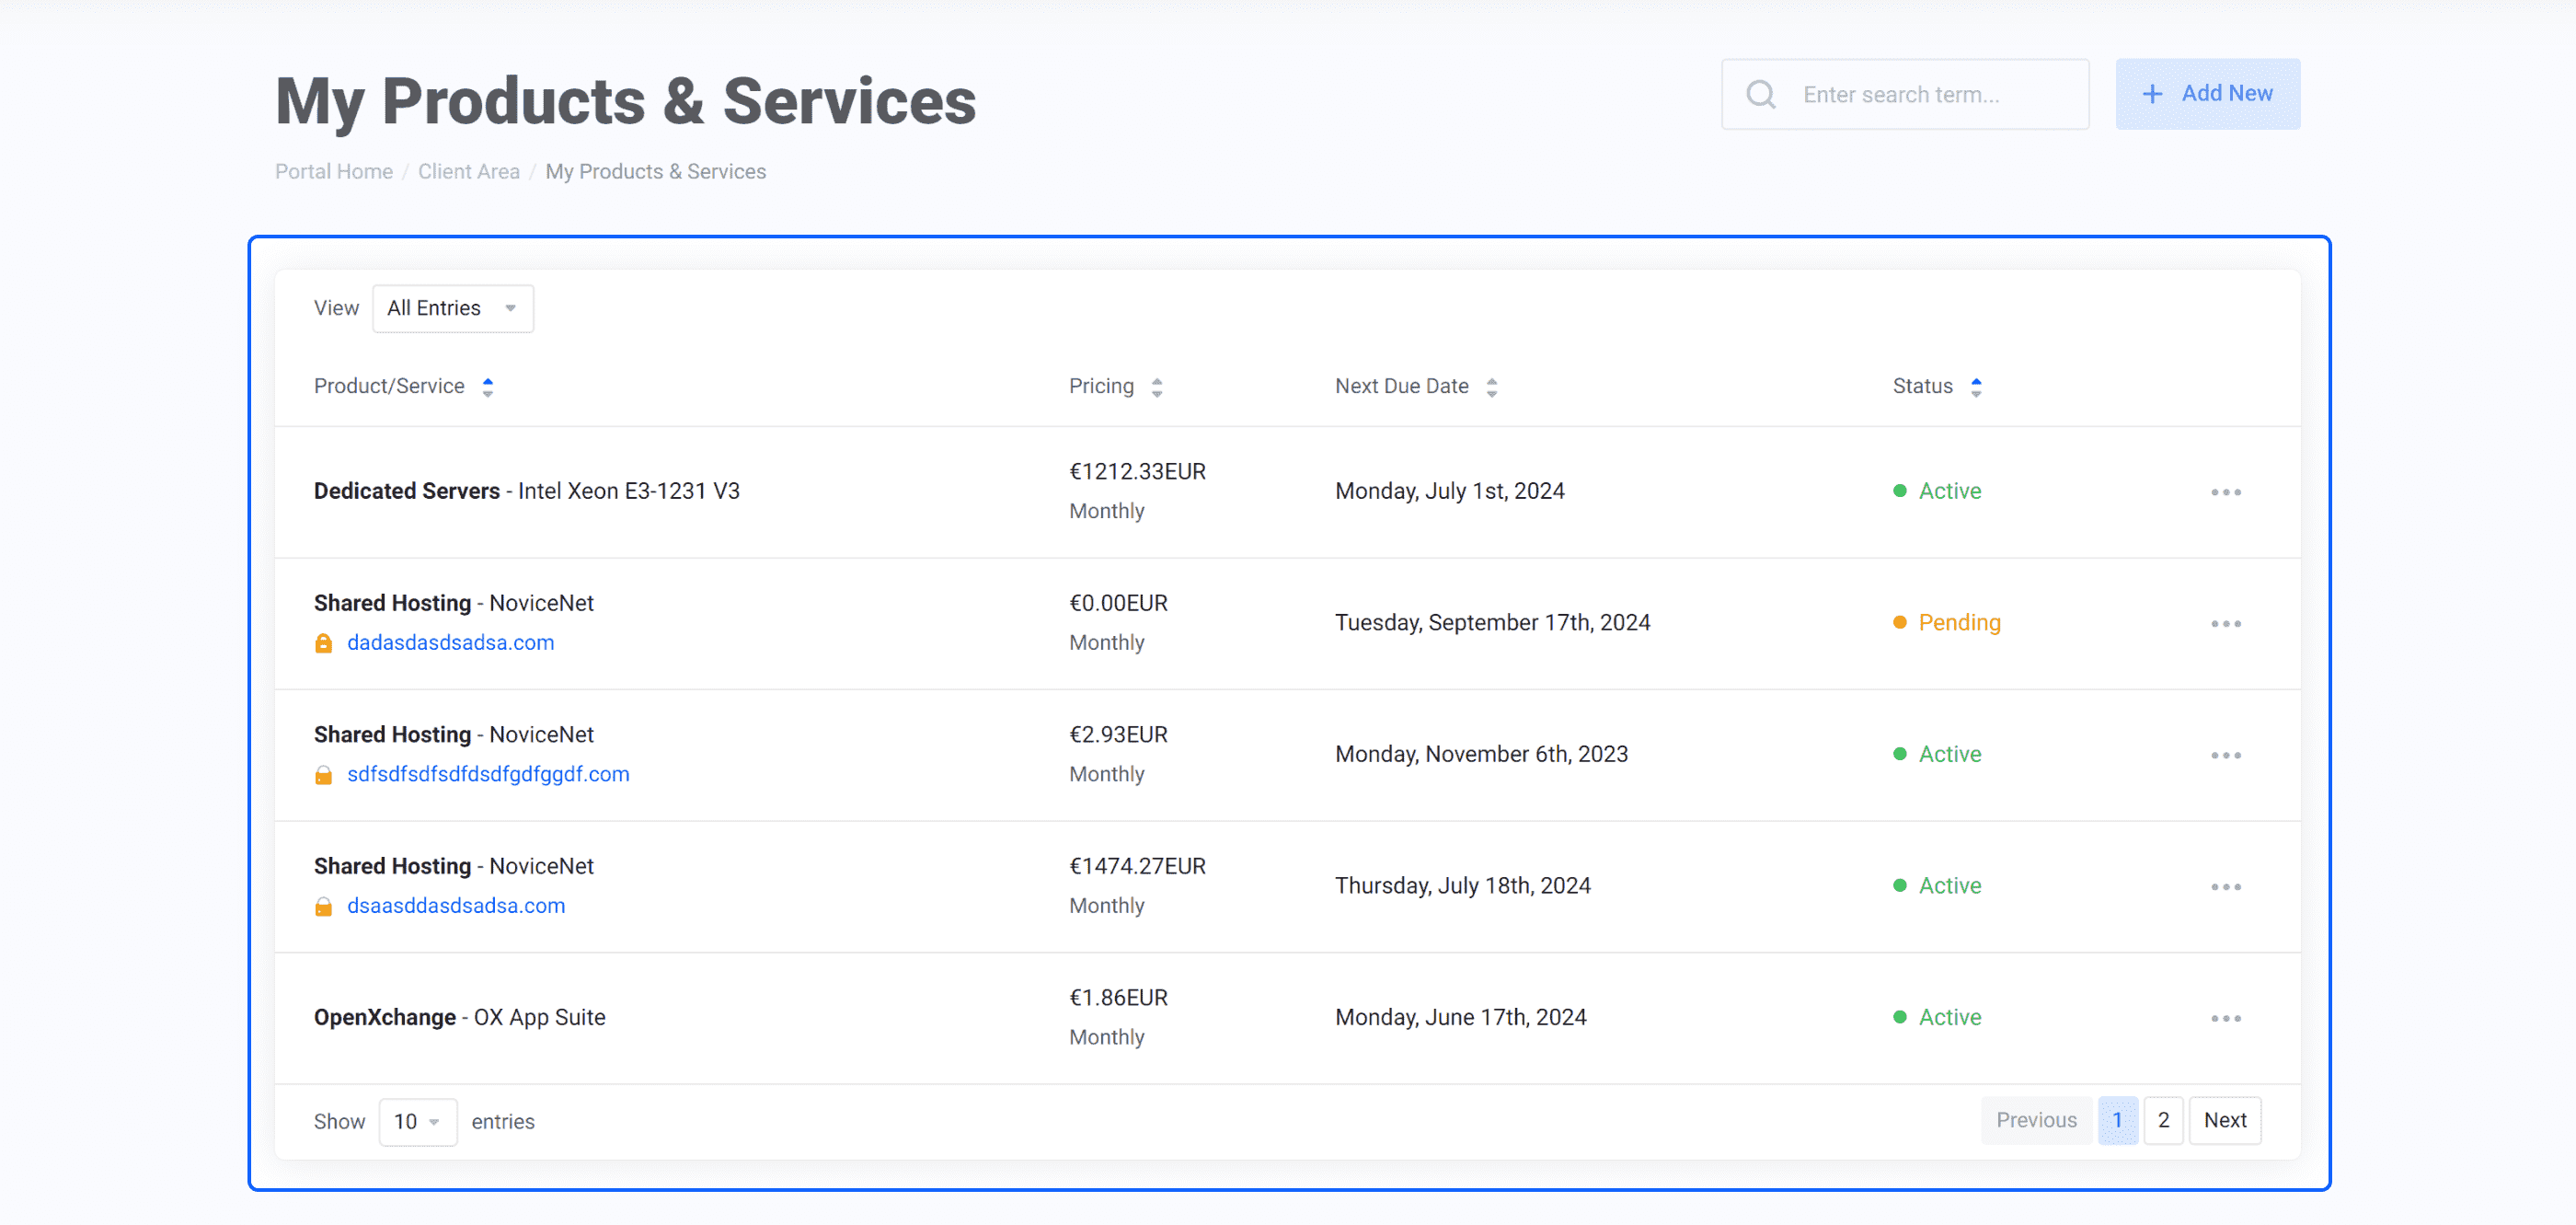 My Products & Services
Enter search term...
+ Add New
Portal Home / Client Area / My Products & Services
View All Entries
Product/Service Pricing Next Due Date Status
Dedicated Servers - Intel Xeon E3-1231 V3
€1212.33EUR
Monthly
Monday, July 1st, 2024
Active
Shared Hosting - NoviceNet
dadasdasdsadsa.com
€0.00EUR
Monthly
Tuesday, September 17th, 2024
Pending
Shared Hosting - NoviceNet
sdfsdfsdfsdfdsdfgdfggdf.com
€2.93EUR
Monthly
Monday, November 6th, 2023
Active
Shared Hosting - NoviceNet
dsaasddasdsadsa.com
€1474.27EUR
Monthly
Thursday, July 18th, 2024
Active
OpenXchange - OX App Suite
€1.86EUR
Monthly
Monday, June 17th, 2024
Active
Show 10 entries
Previous 1 2 Next